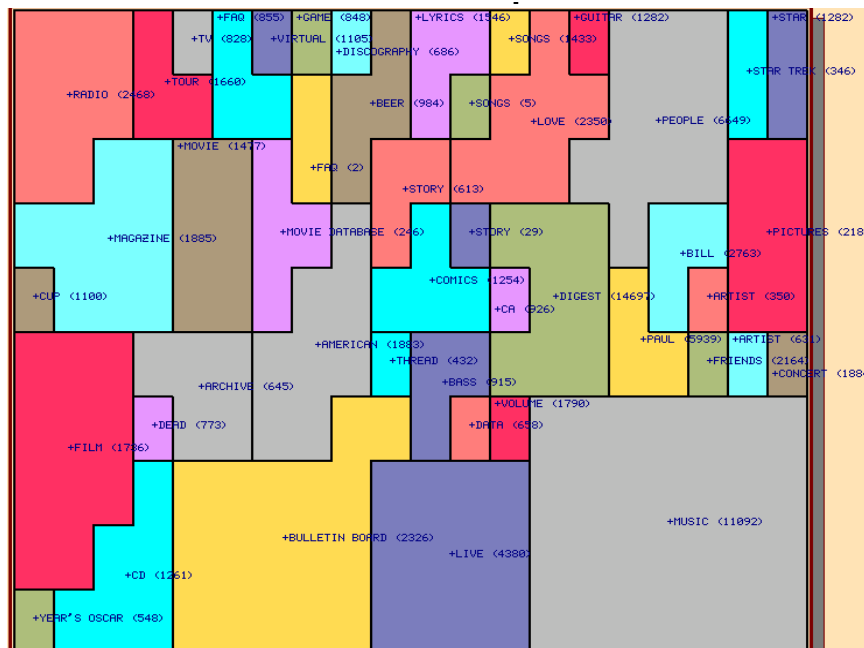 +FAQ (855)
+GAME (848)
+LYRICS (1546)
+GUITAR (1282)
+STAR (1282)
+TV (828)
+VIRTUAL (1105)
+SONGS (1433)
+DISCOGRAPHY (686)
+STAR TREK (346)
+TOUR (1660)
+RADIO (2468)
+BEER (984)
+SONGS (5)
+LOVE (2350)
+PEOPLE (6649)
+MOVIE (1477)
+FAQ (2)
+STORY (613)
+MAGAZINE (1885)
+MOVIE DATABASE (246)
+STORY (29)
+PICTURES (218
+BILL (2763)
+COMICS (1254)
+CUP (1100)
+CA (926)
+DIGEST (14697)
+ARTIST (350)
+AMERICAN (1883)
+PAUL (5939)
+ARTIST (631)
+THREAD (432)
+FRIENDS (2164)
+CONCERT (1884
+ARCHIVE (645)
+BASS (915)
+VOLUME (1790)
+DEAD (773)
+DATA (658)
+FILM (1786)
+MUSIC (11092)
+BULLETIN BOARD (2326)
+LIVE (4380)
+CD (1261)
+YEAR'S OSCAR (548)